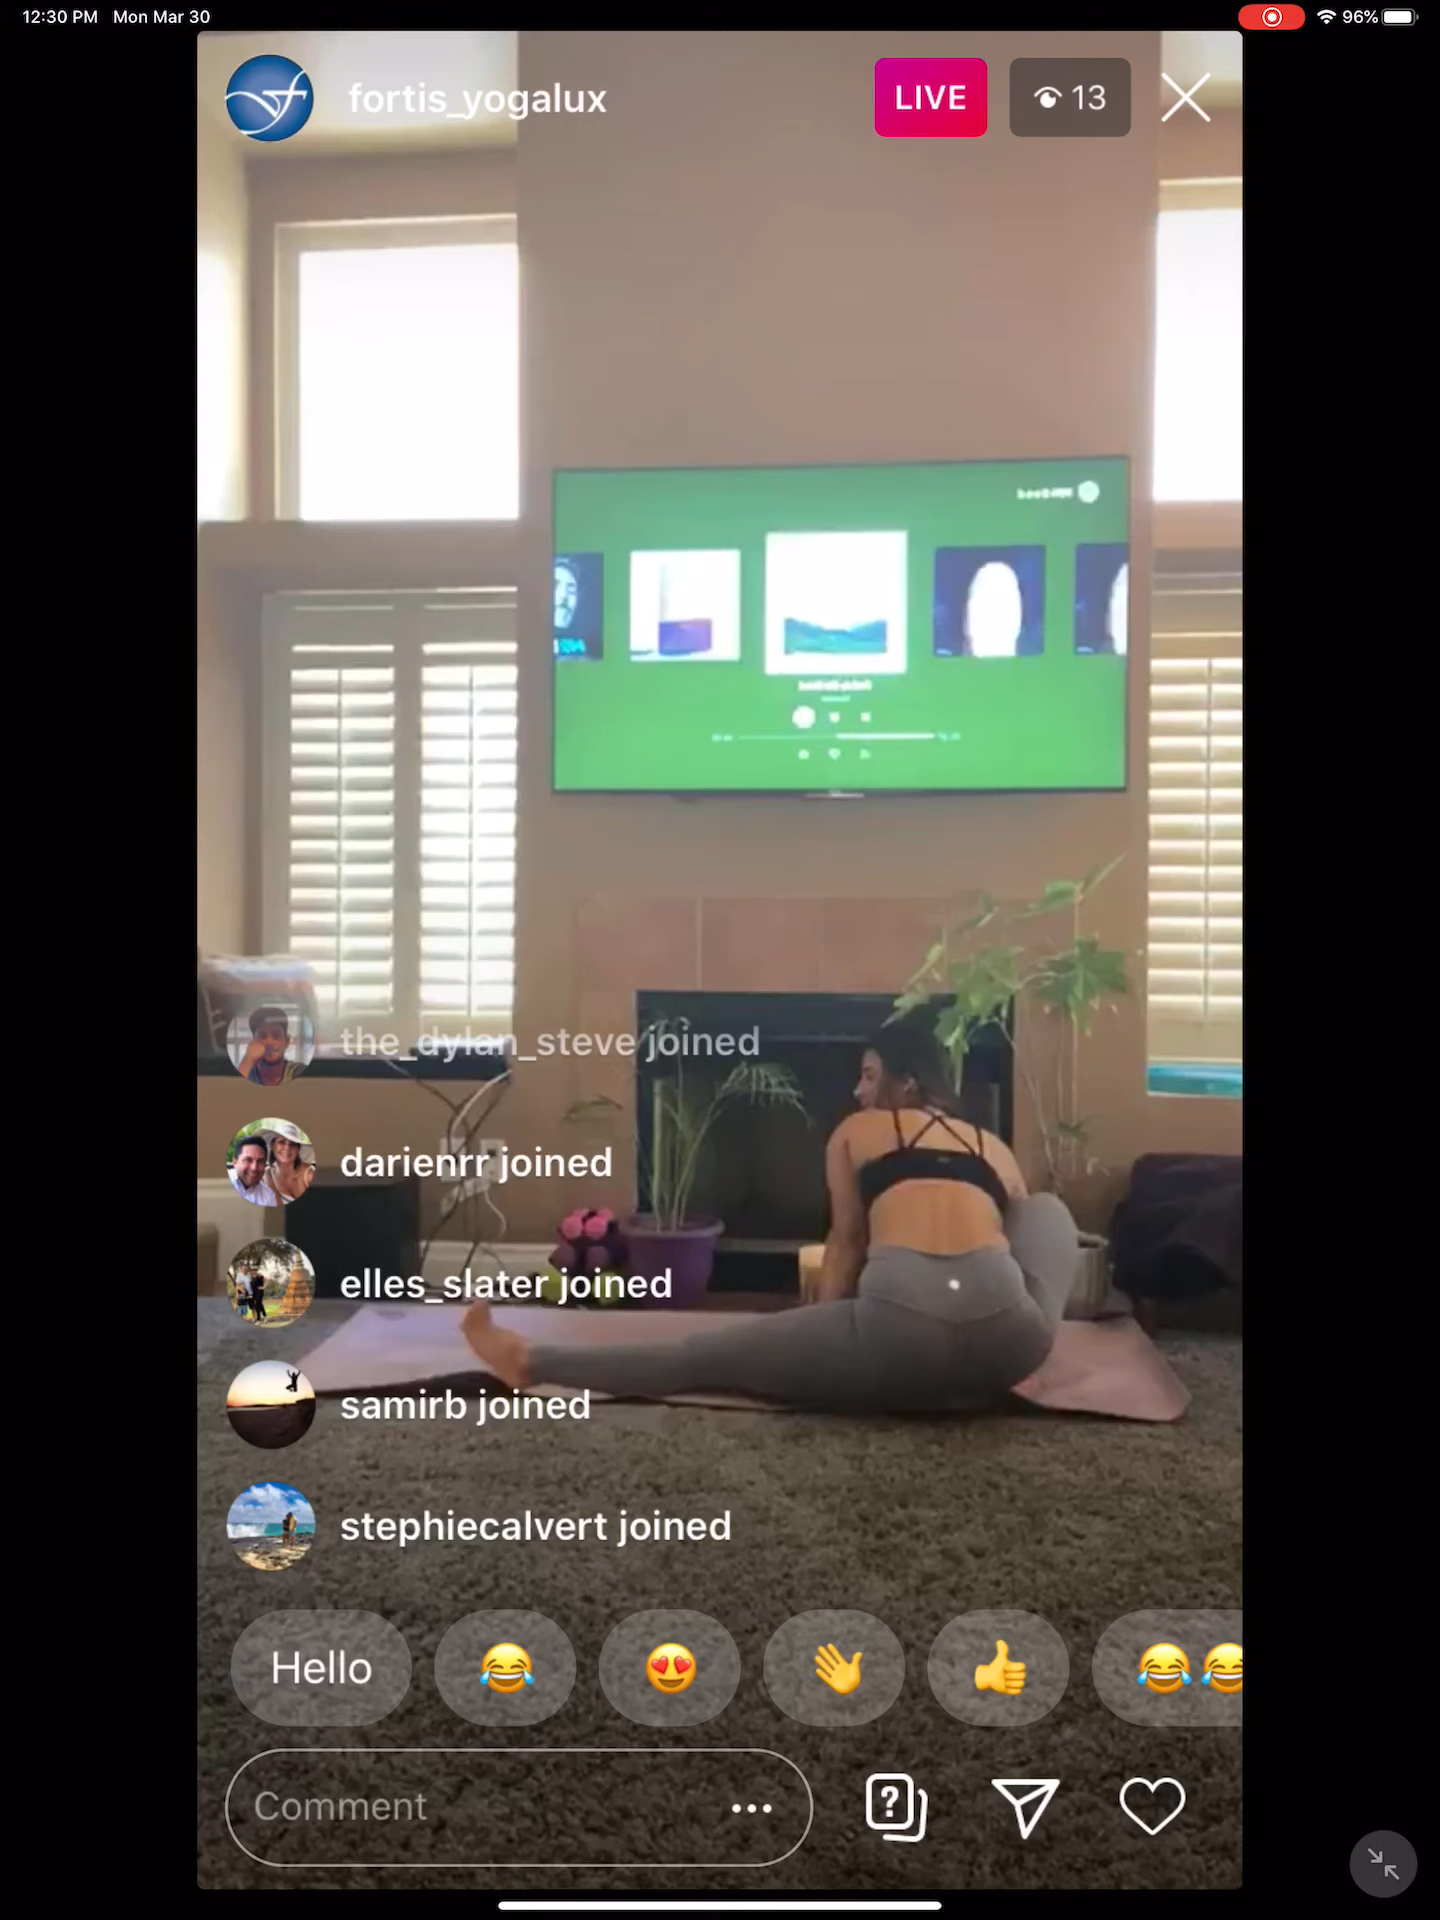 12:30 PM Mon Mar 30
96%
fortis_yogalux
LIVE
13
the_dylan_steve joined
darienrr joined
elles_slater joined
samirb joined
stephiecalvert joined
Hello
Comment